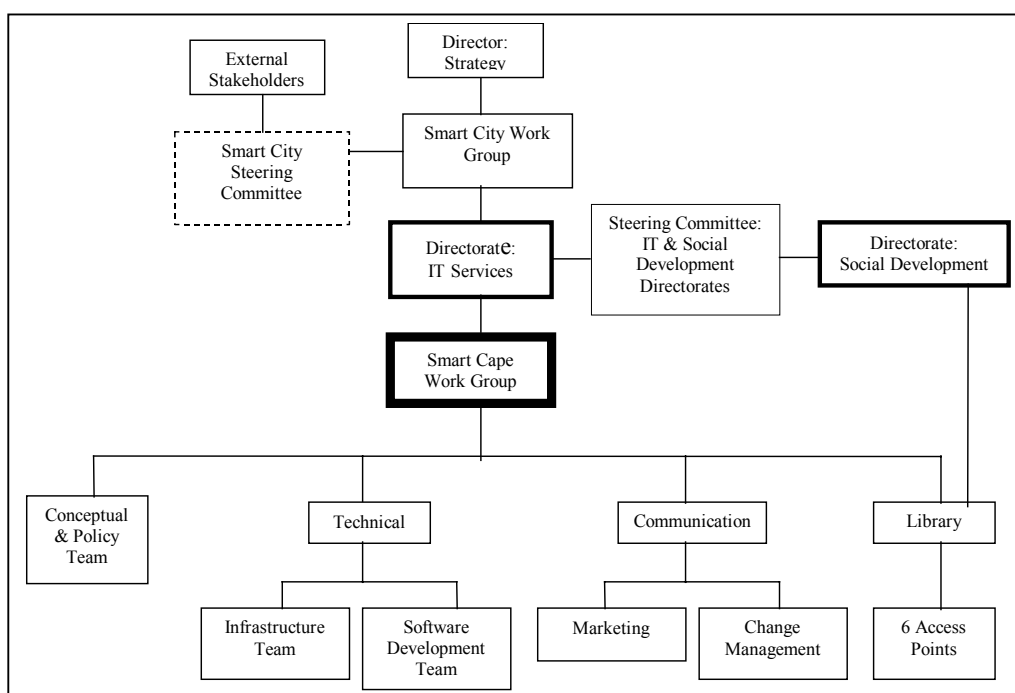 External
Stakeholders
Director:
Strategy
Smart City
Steering
Committee
Smart City Work
Group
Directorate:
IT Services
Steering Committee:
IT & Social
Development
Directorates
Directorate:
Social Development
Smart Cape
Work Group
Conceptual
& Policy
Team
Technical
Communication
Library
Infrastructure
Team
Software
Development
Team
Marketing
Change
Management
6 Access
Points